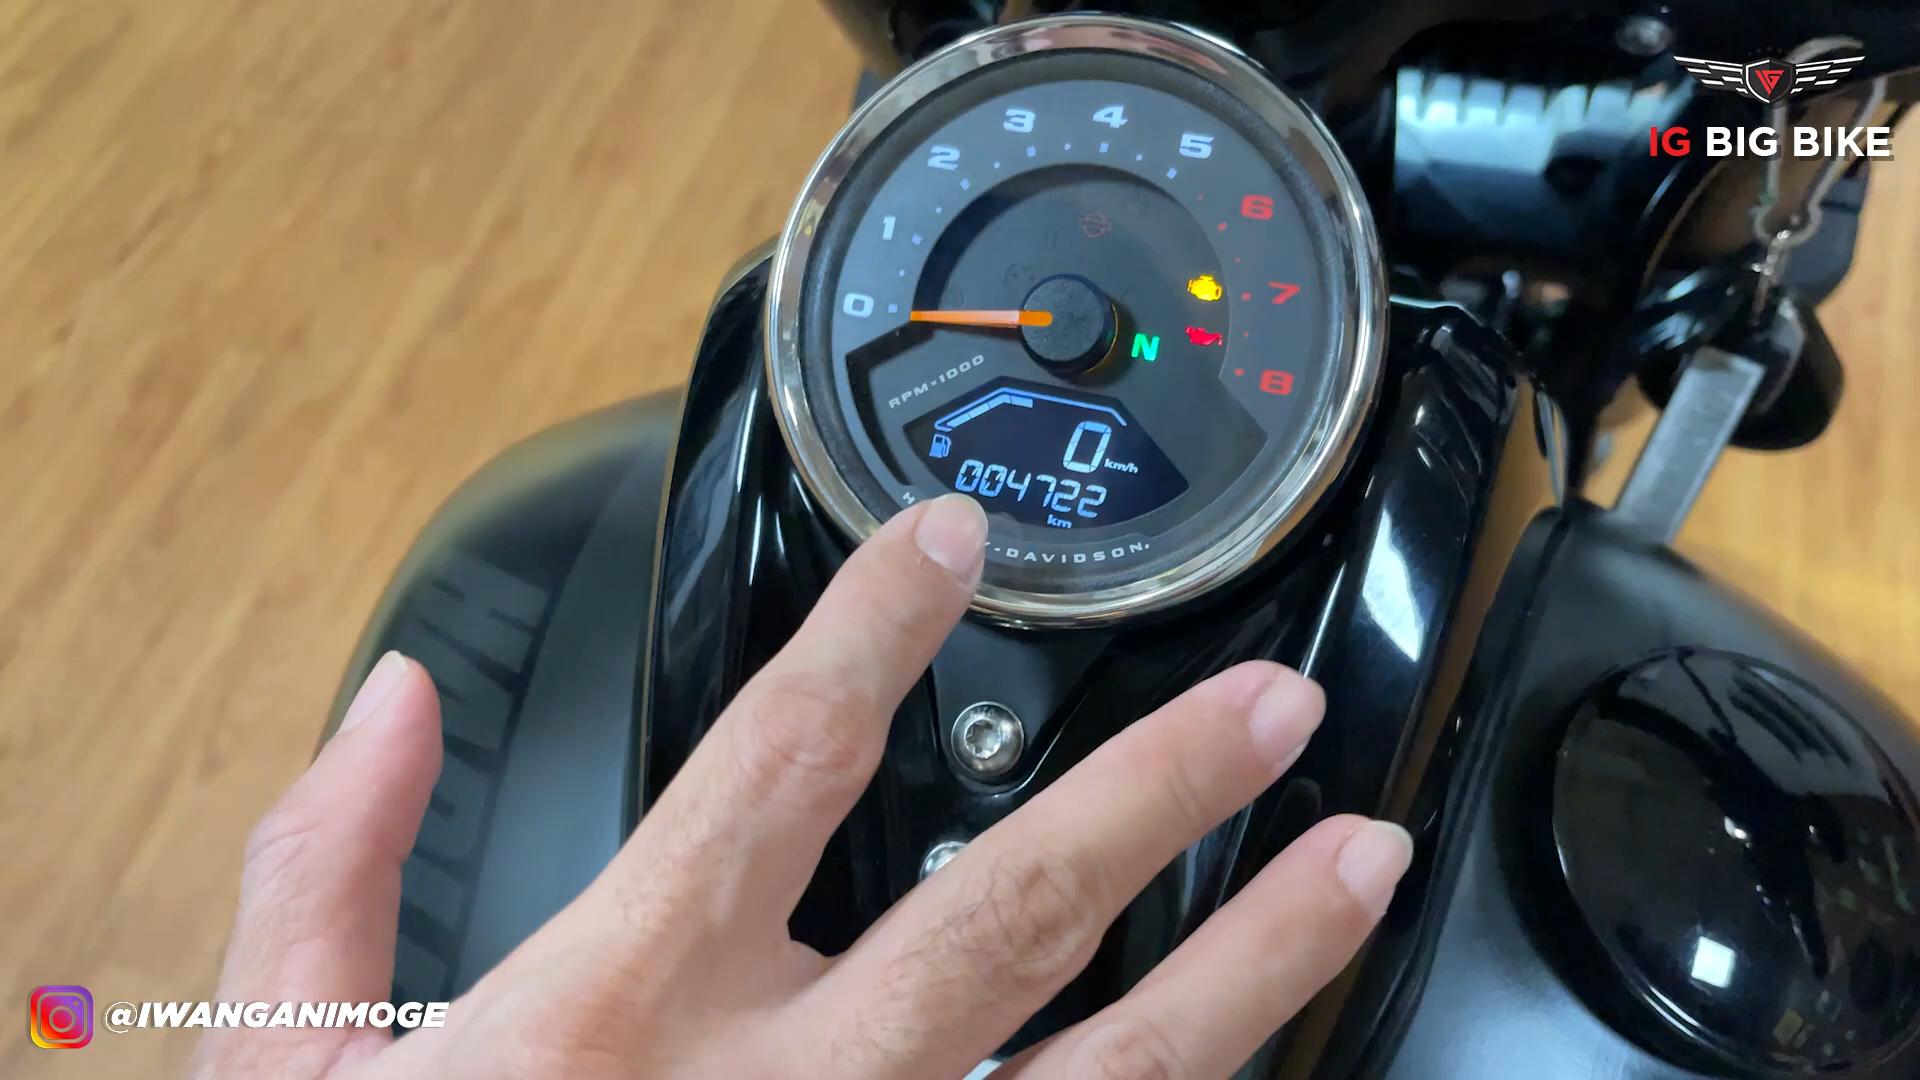 IG BIG BIKE
3 4
2 5
1 6
0 7
N
8
RPM×1000
0 km/h
004722
km
Y-DAVIDSON.
@IWANGANIMOGE